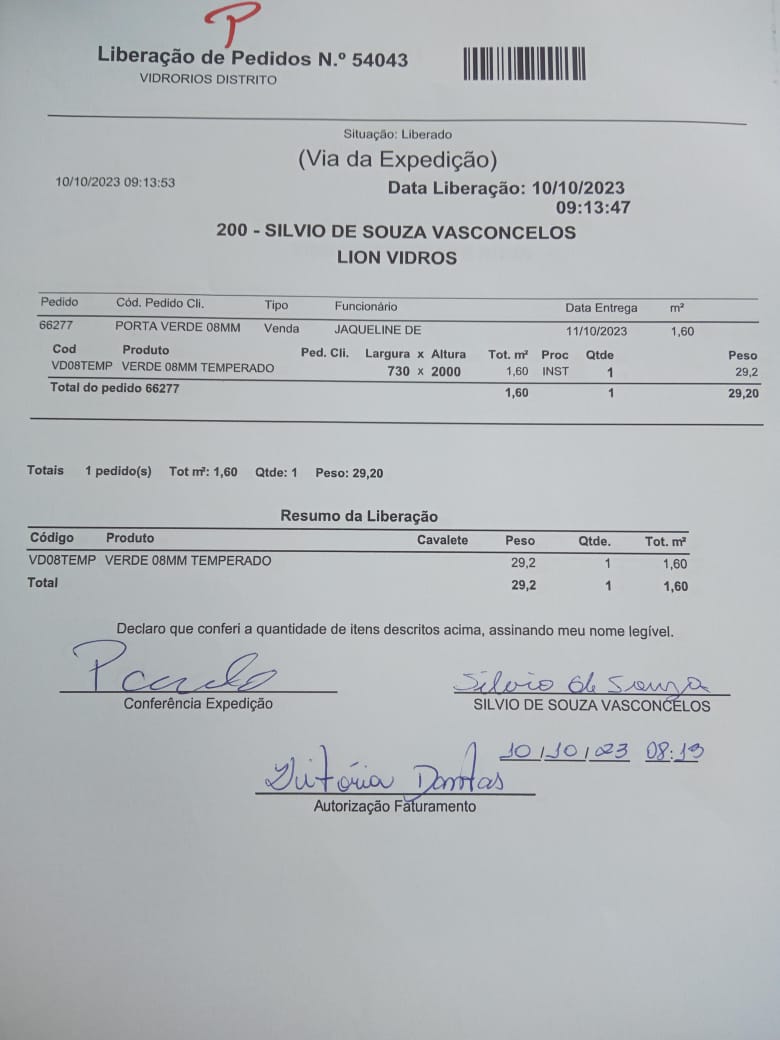 P
Liberação de Pedidos N.º 54043
VIDRORIOS DISTRITO
Situação: Liberado
(Via da Expedição)
10/10/2023 09:13:53
Data Liberação: 10/10/2023
09:13:47
200 - SILVIO DE SOUZA VASCONCELOS
LION VIDROS
Pedido Cód. Pedido Cli. Tipo Funcionário Data Entrega m²
66277 PORTA VERDE 08MM Venda JAQUELINE DE 11/10/2023 1,60
Cod Produto Ped. Cli. Largura x Altura Tot. m² Proc Qtde Peso
VD08TEMP VERDE 08MM TEMPERADO 730 x 2000 1,60 INST 1 29,2
Total do pedido 66277 1,60 1 29,20
Totais 1 pedido(s) Tot m²: 1,60 Qtde: 1 Peso: 29,20
Resumo da Liberação
Código Produto Cavalete Peso Qtde. Tot. m²
VD08TEMP VERDE 08MM TEMPERADO 29,2 1 1,60
Total 29,2 1 1,60
Declaro que conferi a quantidade de itens descritos acima, assinando meu nome legível.
Silvio de Souza
Conferência Expedição SILVIO DE SOUZA VASCONCELOS
10/10/023
Vitória Dantas
Autorização Faturamento